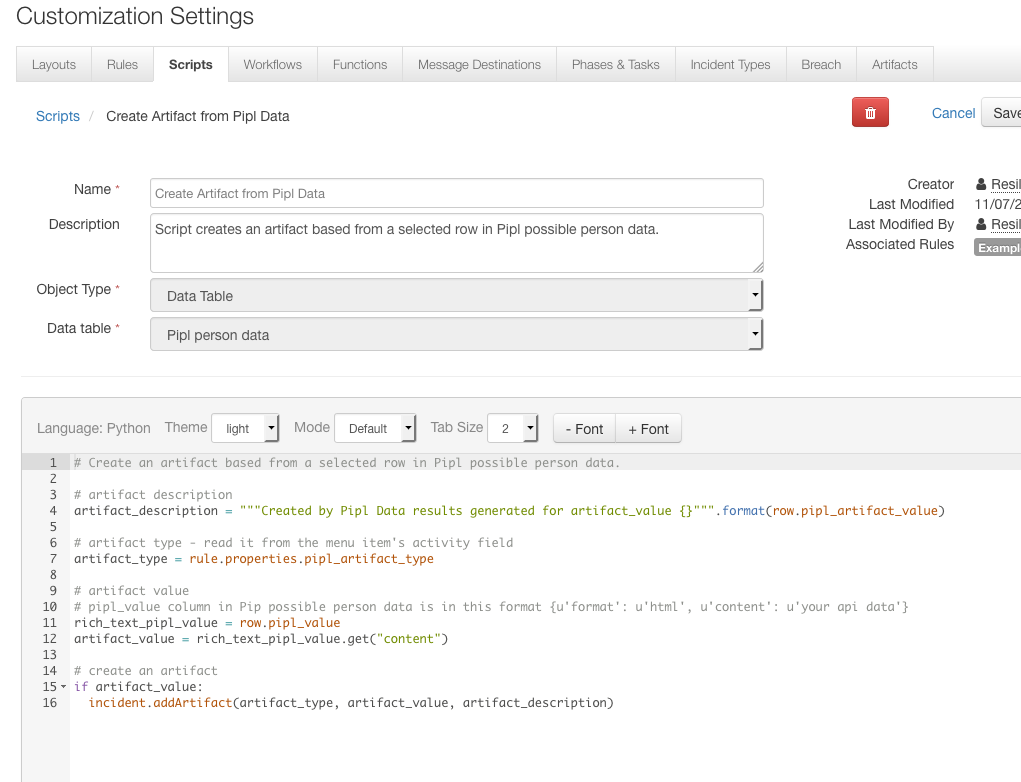 Customization Settings
Layouts Rules Scripts Workflows Functions Message Destinations Phases & Tasks Incident Types Breach Artifacts
Scripts / Create Artifact from Pipl Data
Cancel Save
Name * Create Artifact from Pipl Data
Description Script creates an artifact based from a selected row in Pipl possible person data.
Object Type * Data Table
Data table * Pipl person data
Creator Resil
Last Modified 11/07/2
Last Modified By Resil
Associated Rules Exampl
Language: Python Theme light Mode Default Tab Size 2 - Font + Font
1 # Create an artifact based from a selected row in Pipl possible person data.
2
3 # artifact description
4 artifact_description = """Created by Pipl Data results generated for artifact_value {}""".format(row.pipl_artifact_value)
5
6 # artifact type - read it from the menu item's activity field
7 artifact_type = rule.properties.pipl_artifact_type
8
9 # artifact value
10 # pipl_value column in Pip possible person data is in this format {u'format': u'html', u'content': u'your api data'}
11 rich_text_pipl_value = row.pipl_value
12 artifact_value = rich_text_pipl_value.get("content")
13
14 # create an artifact
15 if artifact_value:
16 incident.addArtifact(artifact_type, artifact_value, artifact_description)